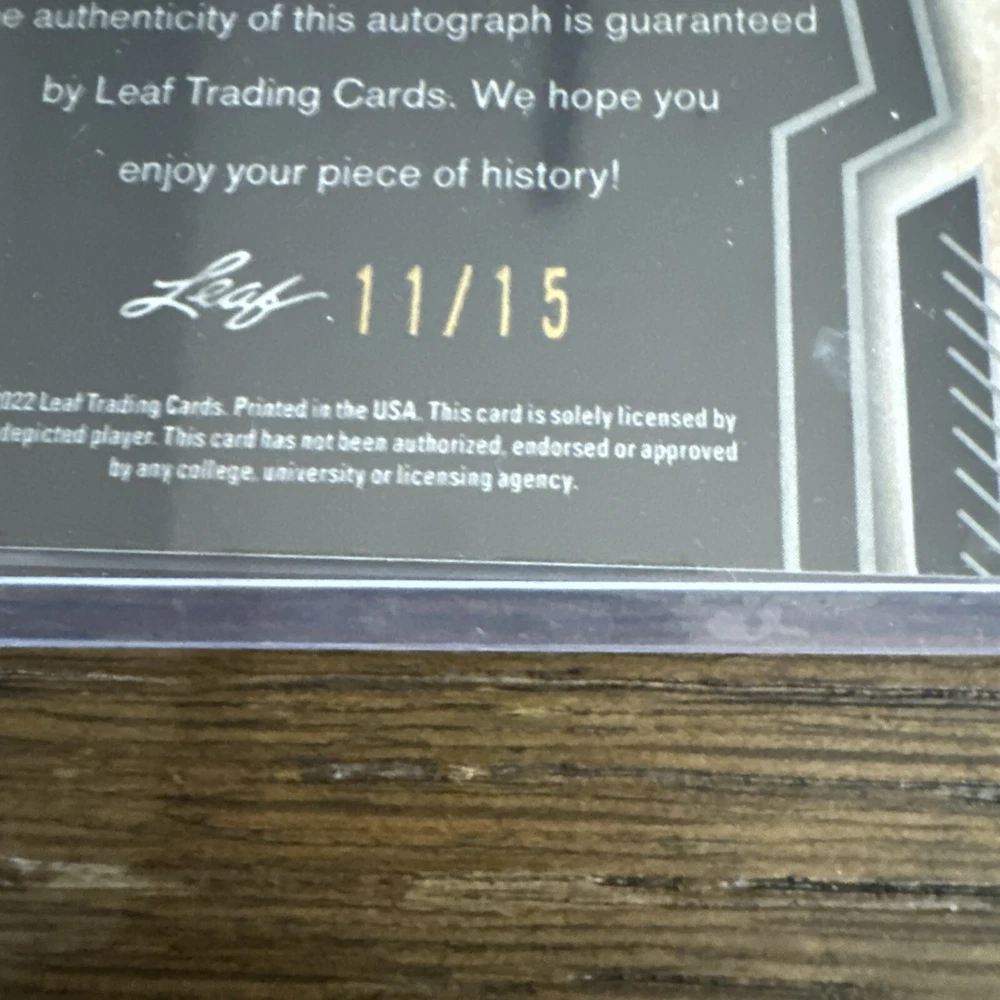 e authenticity of this autograph is guaranteed
by Leaf Trading Cards. We hope you
enjoy your piece of history!
Leaf 11/15
022 Leaf Trading Cards. Printed in the USA. This card is solely licensed by
depicted player. This card has not been authorized, endorsed or approved
by any college, university or licensing agency.